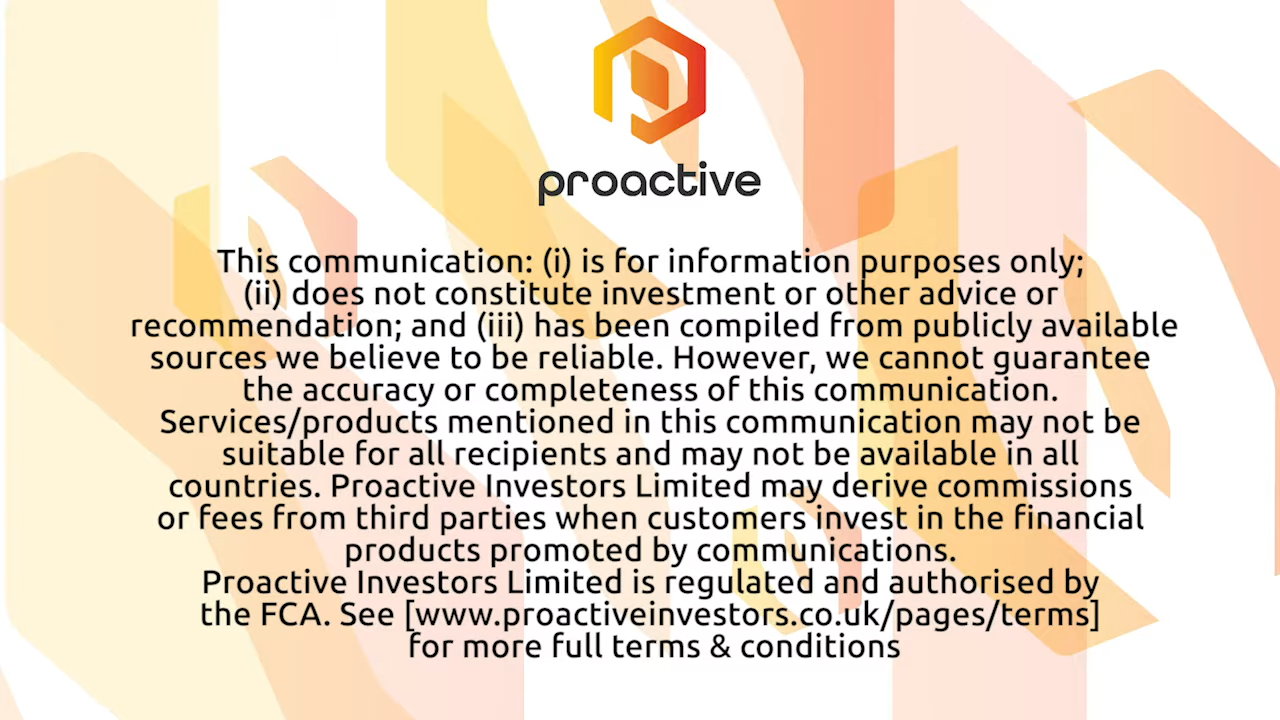 proactive
This communication: (i) is for information purposes only;
(ii) does not constitute investment or other advice or
recommendation; and (iii) has been compiled from publicly available
sources we believe to be reliable. However, we cannot guarantee
the accuracy or completeness of this communication.
Services/products mentioned in this communication may not be
suitable for all recipients and may not be available in all
countries. Proactive Investors Limited may derive commissions
or fees from third parties when customers invest in the financial
products promoted by communications.
Proactive Investors Limited is regulated and authorised by
the FCA. See [www.proactiveinvestors.co.uk/pages/terms]
for more full terms & conditions